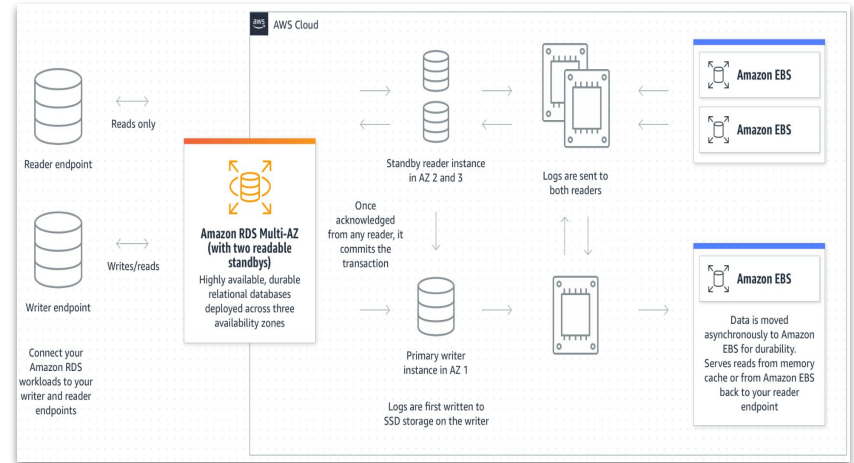 aws
AWS Cloud
Reader endpoint
Reads only
Writer endpoint
Writes/reads
Connect your
Amazon RDS
workloads to your
writer and reader
endpoints
Amazon RDS Multi-AZ
(with two readable
standbys)
Highly available, durable
relational databases
deployed across three
availability zones
Standby reader instance
in AZ 2 and 3
Once
acknowledged
from any reader, it
commits the
transaction
Primary writer
instance in AZ 1
Logs are first written to
SSD storage on the writer
Logs are sent to
both readers
Amazon EBS
Amazon EBS
Amazon EBS
Data is moved
asynchronously to Amazon
EBS for durability.
Serves reads from memory
cache or from Amazon EBS
back to your reader
endpoint